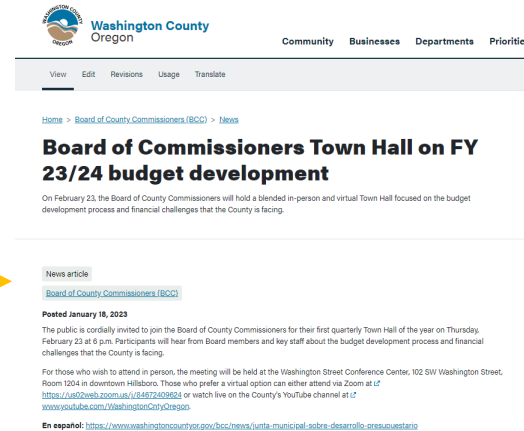 WASHINGTON COUNTY
OREGON
Washington County
Oregon
Community Businesses Departments Prioritie
View Edit Revisions Usage Translate
Home > Board of County Commissioners (BCC) > News
Board of Commissioners Town Hall on FY
23/24 budget development
On February 23, the Board of County Commissioners will hold a blended in-person and virtual Town Hall focused on the budget
development process and financial challenges that the County is facing.
News article
Board of County Commissioners (BCC)
Posted January 18, 2023
The public is cordially invited to join the Board of County Commissioners for their first quarterly Town Hall of the year on Thursday,
February 23 at 6 p.m. Participants will hear from Board members and key staff about the budget development process and financial
challenges that the County is facing.
For those who wish to attend in person, the meeting will be held at the Washington Street Conference Center, 102 SW Washington Street,
Room 1204 in downtown Hillsboro. Those who prefer a virtual option can either attend via Zoom at
https://us02web.zoom.us/j/84672409624 or watch live on the County's YouTube channel at
www.youtube.com/WashingtonCntyOregon.
En español: https://www.washingtoncountyor.gov/bcc/news/junta-municipal-sobre-desarrollo-presupuestario